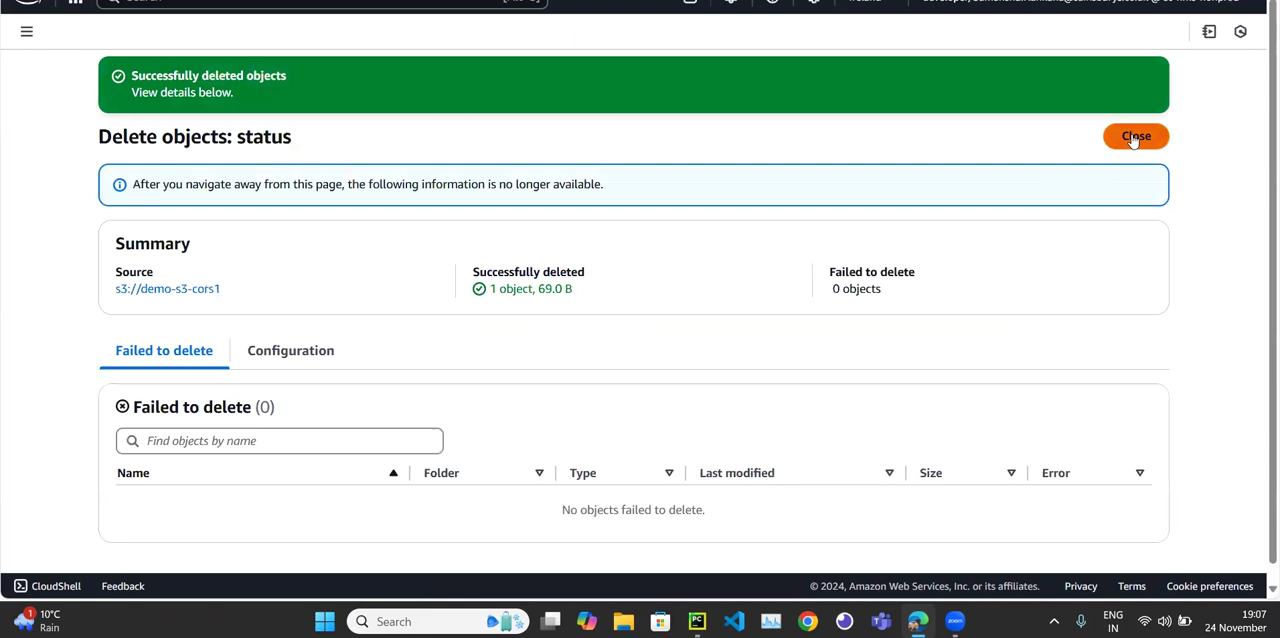 Successfully deleted objects
View details below.
Delete objects: status
Close
After you navigate away from this page, the following information is no longer available.
Summary
Source
Successfully deleted
Failed to delete
s3://demo-s3-cors1
1 object, 69.0 B
0 objects
Failed to delete
Configuration
Failed to delete (0)
Find objects by name
Name
Folder
Type
Last modified
Size
Error
No objects failed to delete.
CloudShell
Feedback
© 2024, Amazon Web Services, Inc. or its affiliates.
Privacy
Terms
Cookie preferences
1
10°C
Rain
Search
PC
zoom
ENG
IN
19:07
24 November